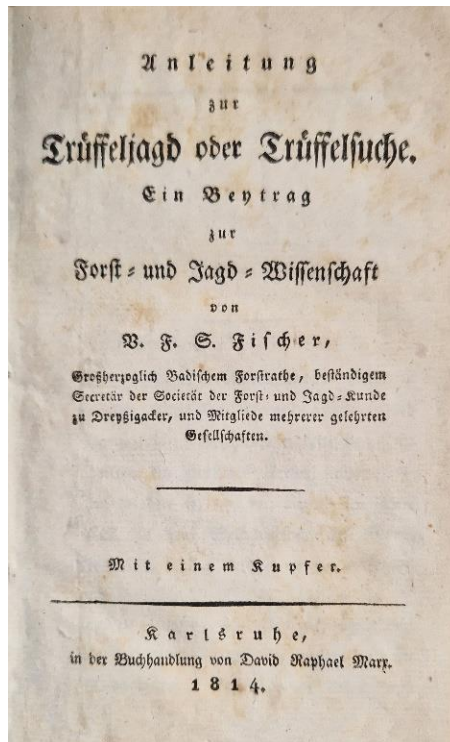 Anleitung
zur
Trüffeljagd oder Trüffelsuche.
Ein Beytrag
zur
Forst- und Jagd-Wissenschaft
von
V. F. S. Fischer,
Großherzoglich Badischem Forstrathe, beständigem
Secretär der Societät der Forst- und Jagd-Kunde
zu Dreyßigacker, und Mitgliede mehrerer gelehrten
Gesellschaften.
Mit einem Kupfer.
Karlsruhe,
in der Buchhandlung von David Raphael Marx.
1814.